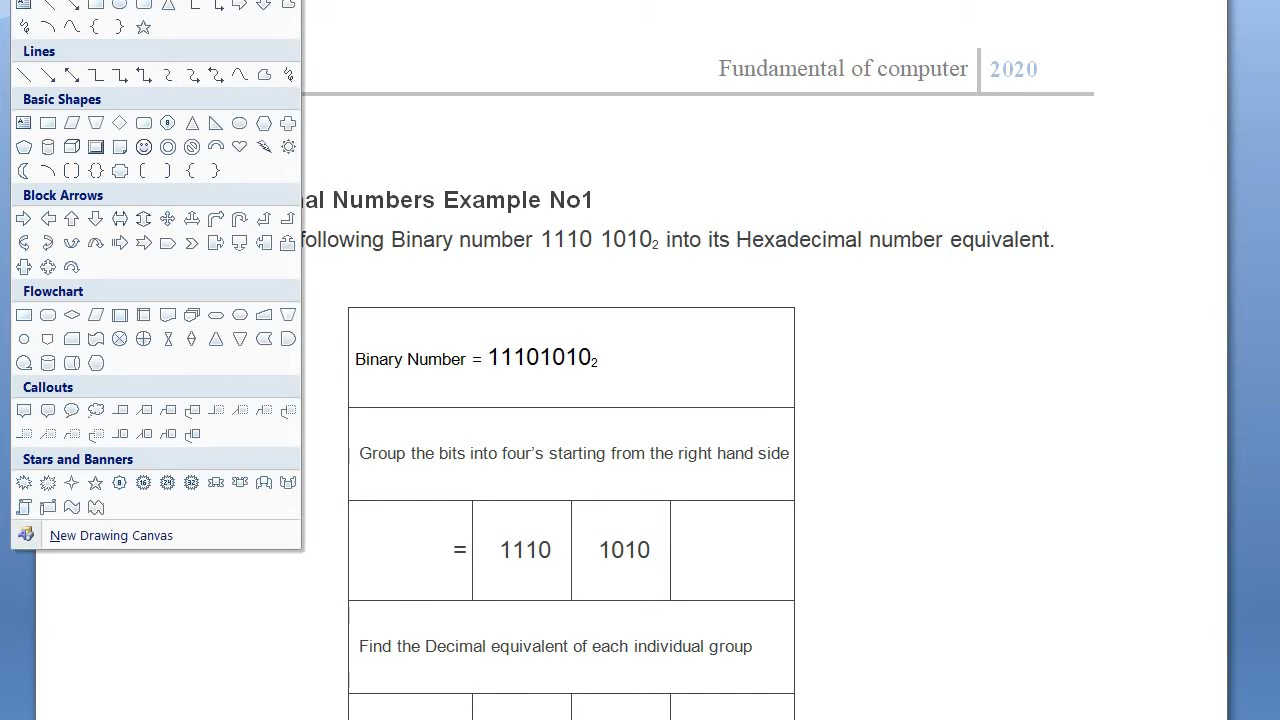 Lines
Basic Shapes
Block Arrows
Flowchart
Callouts
Stars and Banners
New Drawing Canvas
Fundamental of computer 2020
al Numbers Example No1
following Binary number 1110 1010₂ into its Hexadecimal number equivalent.
Binary Number = 11101010₂
Group the bits into four’s starting from the right hand side
= 1110 1010
Find the Decimal equivalent of each individual group